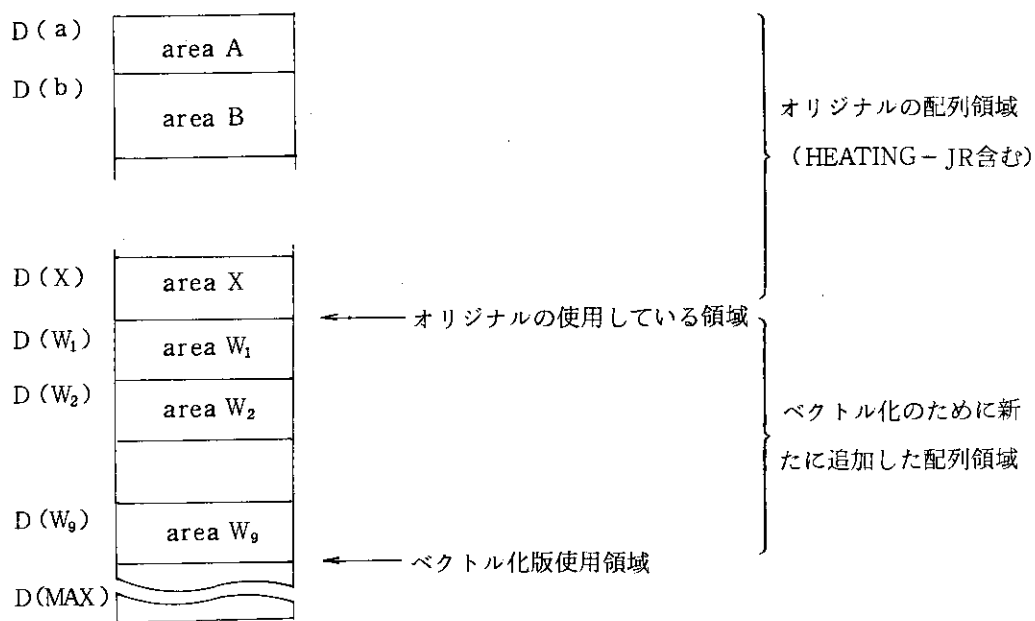 D(a)
area A
D(b)
area B
オリジナルの配列領域
(HEATING-JR含む)
D(X)
area X
オリジナルの使用している領域
D(W₁)
area W₁
D(W₂)
area W₂
ベクトル化のために新
たに追加した配列領域
D(W₉)
area W₉
ベクトル化版使用領域
D(MAX)